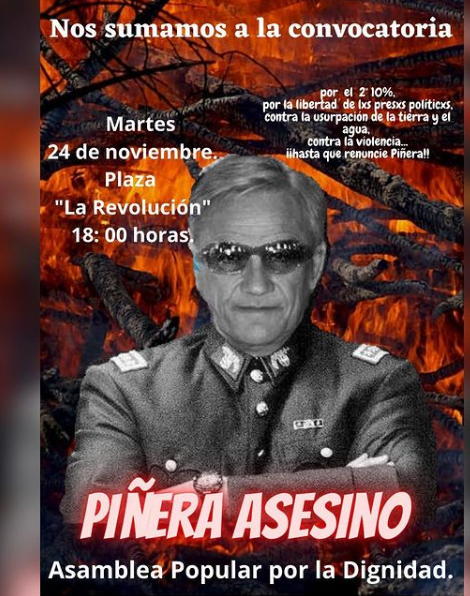 Nos sumamos a la convocatoria
por el 2° 10%,
por la libertad de lxs presxs políticxs,
contra la usurpación de la tierra y el
agua,
contra la violencia...
¡¡hasta que renuncie Piñera!!
Martes
24 de noviembre.
Plaza
"La Revolución"
18: 00 horas.
PIÑERA ASESINO
Asamblea Popular por la Dignidad.